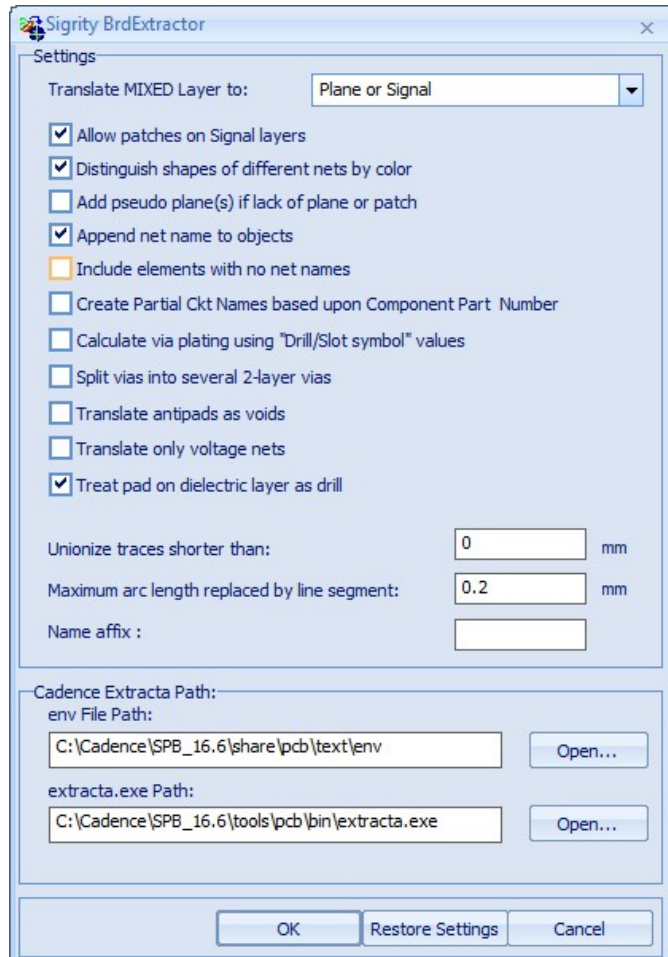 Sigrity BrdExtractor
Settings
Translate MIXED Layer to: Plane or Signal
Allow patches on Signal layers
Distinguish shapes of different nets by color
Add pseudo plane(s) if lack of plane or patch
Append net name to objects
Include elements with no net names
Create Partial Ckt Names based upon Component Part Number
Calculate via plating using "Drill/Slot symbol" values
Split vias into several 2-layer vias
Translate antipads as voids
Translate only voltage nets
Treat pad on dielectric layer as drill
Unionize traces shorter than: 0 mm
Maximum arc length replaced by line segment: 0.2 mm
Name affix :
Cadence Extracta Path:
env File Path:
C:\Cadence\SPB_16.6\share\pcb\text\env Open...
extracta.exe Path:
C:\Cadence\SPB_16.6\tools\pcb\bin\extracta.exe Open...
OK Restore Settings Cancel